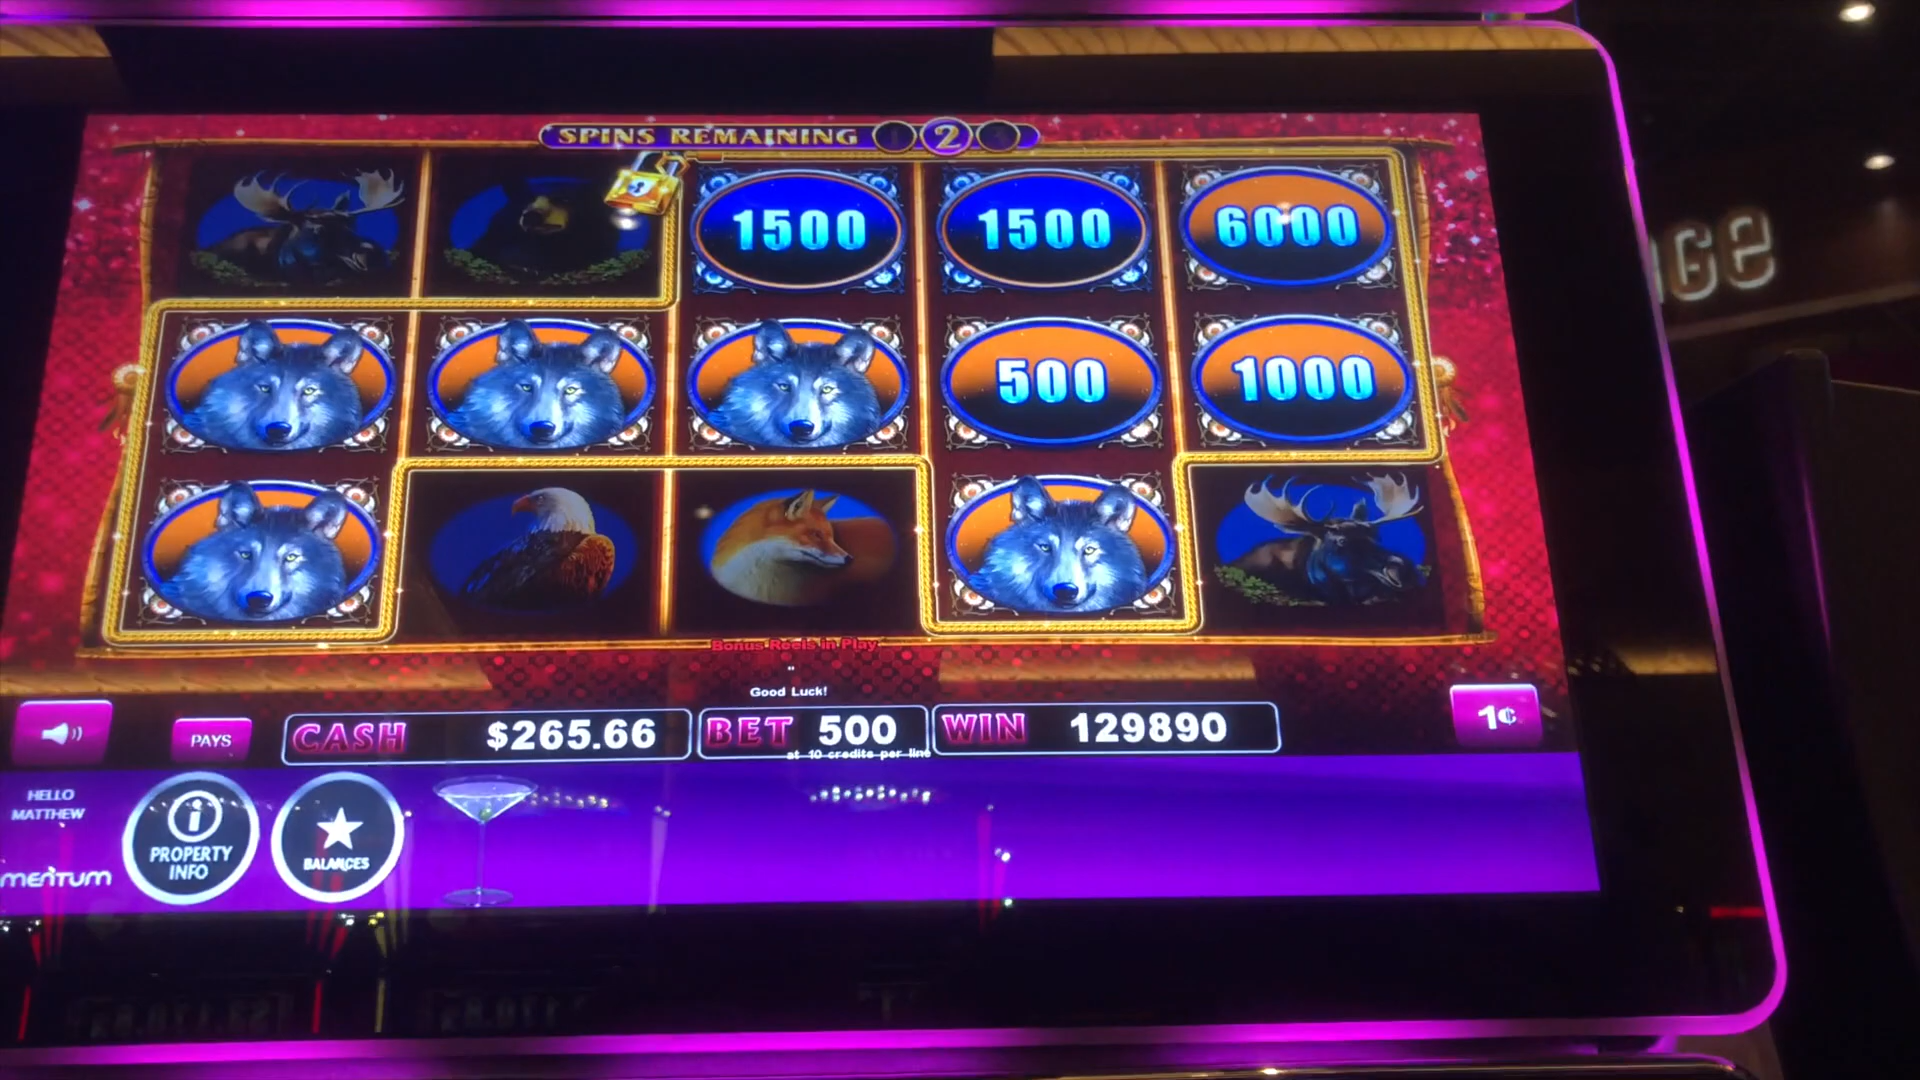 SPINS REMAINING 2
1500 1500 6000
500 1000
Bonus Reels in Play
Good Luck!
PAYS CASH $265.66 BET 500 WIN 129890 1¢
at 10 credits per line
HELLO
MATTHEW
PROPERTY
INFO
BALANCES